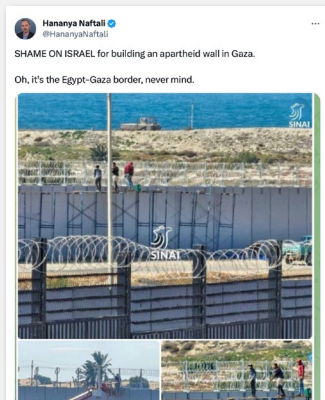 Hananya Naftali
@HananyaNaftali
SHAME ON ISRAEL for building an apartheid wall in Gaza.
Oh, it's the Egypt-Gaza border, never mind.
SINAI
SINAI